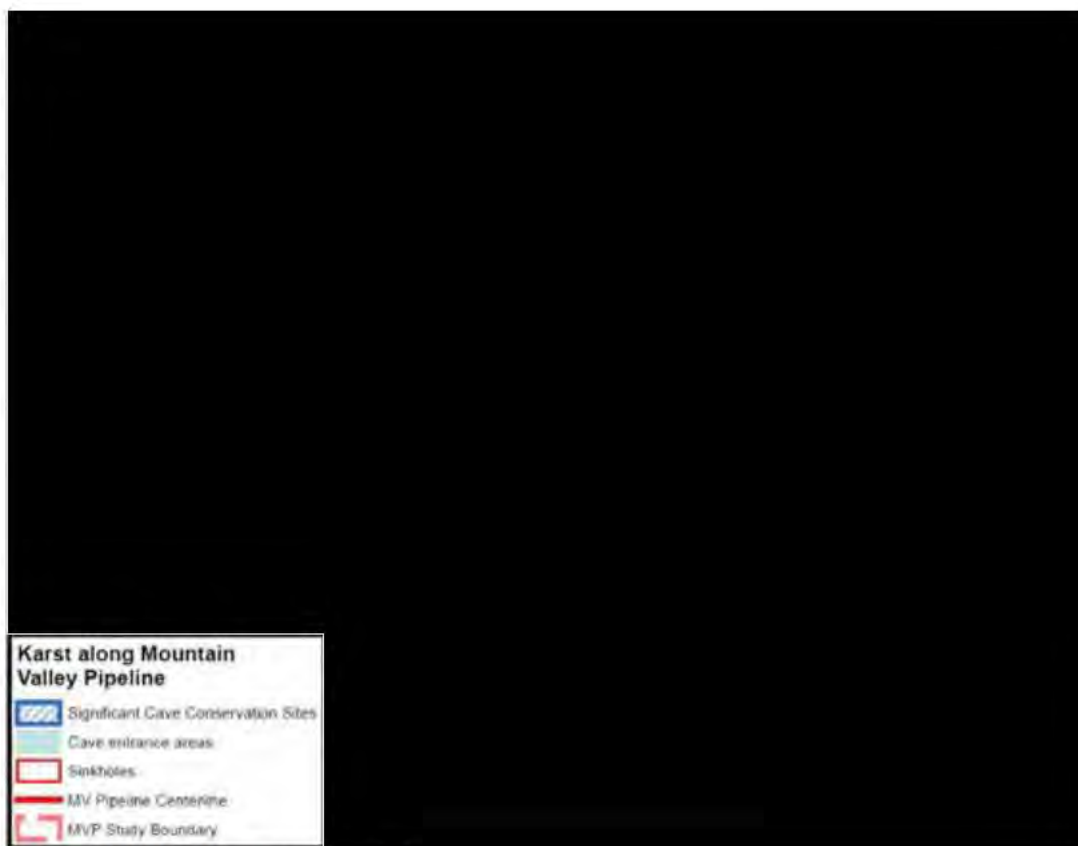 Karst along Mountain
Valley Pipeline
Significant Cave Conservation Sites
Cave entrance areas
Sinkholes
MV Pipeline Centerline
MVP Study Boundary